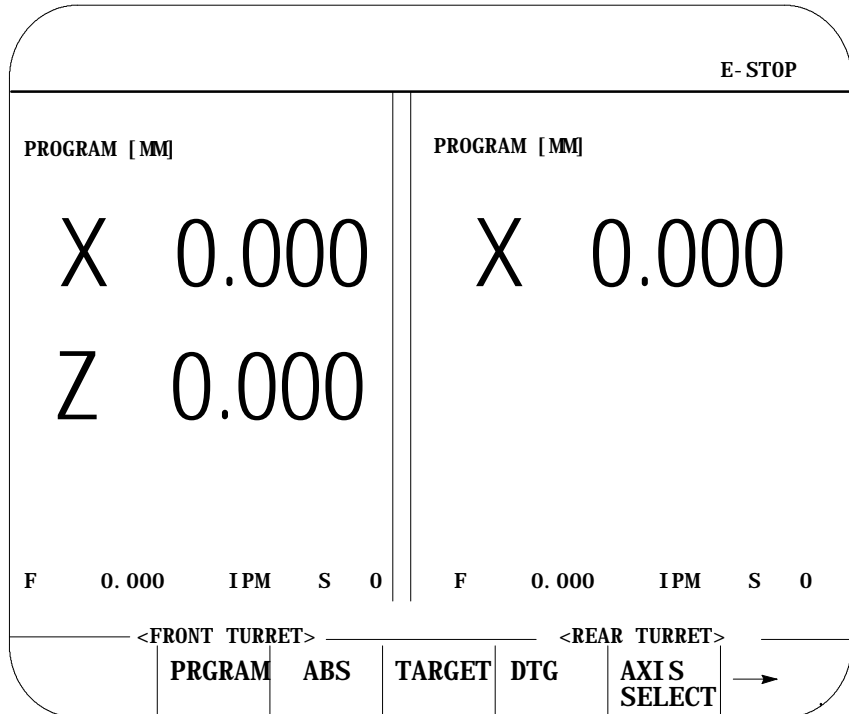 E-STOP
PROGRAM [MM]
X 0.000
Z 0.000
F 0.000 IPM S 0
PROGRAM [MM]
X 0.000
F 0.000 IPM S 0
<FRONT TURRET> <REAR TURRET>
PRGRAM ABS TARGET DTG AXIS SELECT